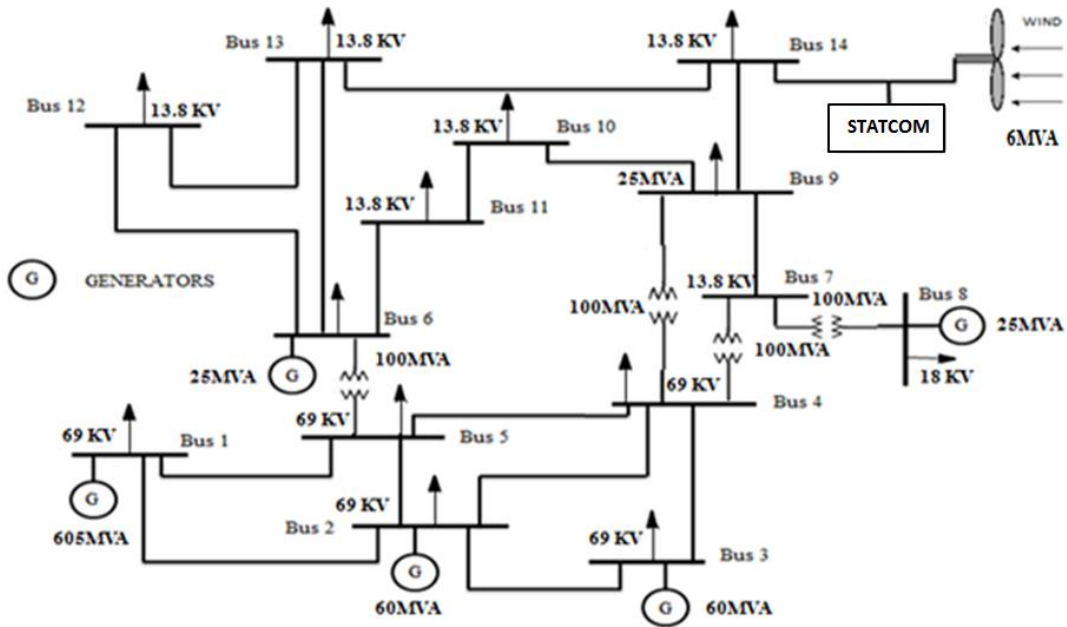 Bus 13
13.8 KV
13.8 KV
Bus 14
WIND
Bus 12
13.8 KV
13.8 KV
Bus 10
STATCOM
6MVA
25MVA
Bus 9
13.8 KV
Bus 11
G
GENERATORS
13.8 KV
Bus 7
100MVA
Bus 8
100MVA
G
25MVA
Bus 6
100MVA
100MVA
18 KV
25MVA
G
69 KV
Bus 4
69 KV
Bus 5
69 KV
Bus 1
G
69 KV
Bus 2
605MVA
69 KV
Bus 3
G
60MVA
G
60MVA